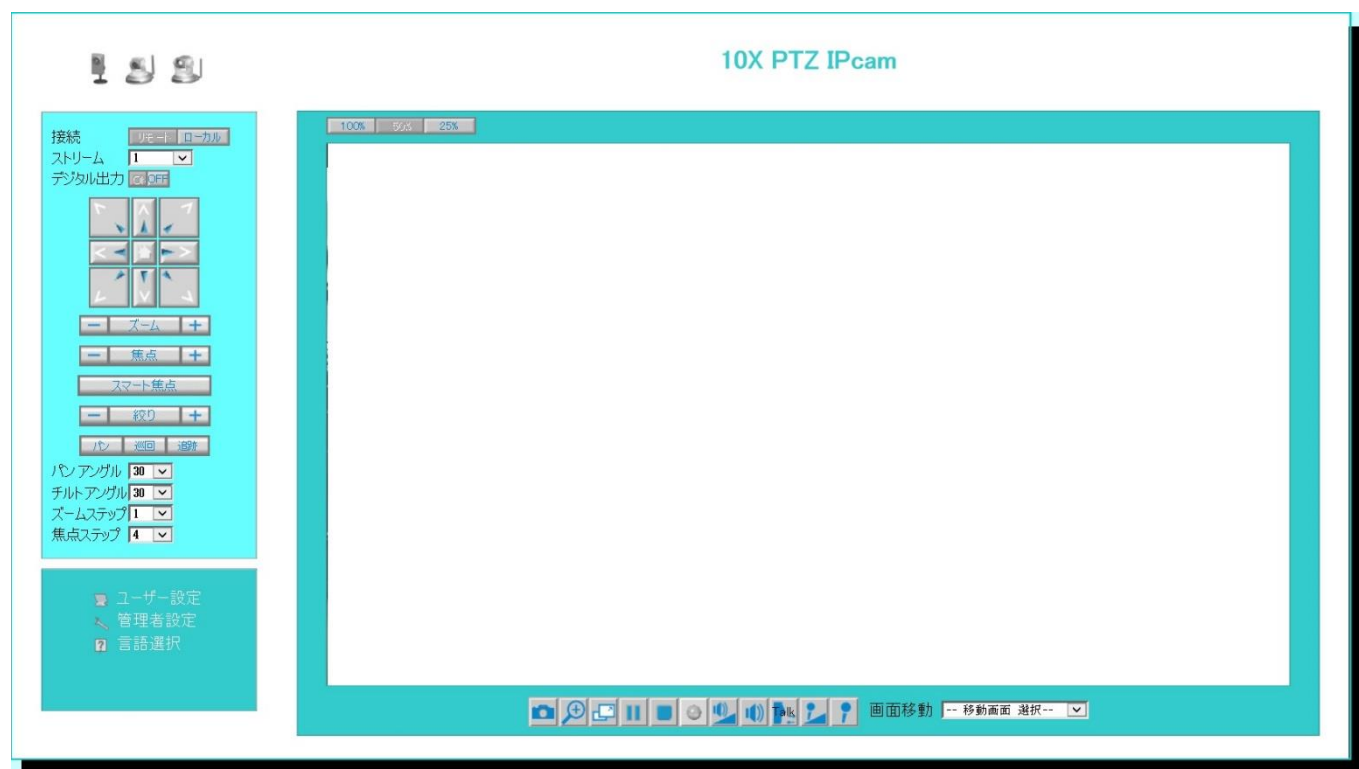 10X PTZ IPcam
接続 リモート ローカル
ストリーム 1
デジタル出力 OFF
ズーム
焦点
スマート焦点
絞り
パン 巡回 追跡
パン アングル 30
チルトアングル 30
ズームステップ 1
焦点ステップ 4
ユーザー設定
管理者設定
言語選択
100% 50% 25%
Talk 画面移動 -- 移動画面 選択--